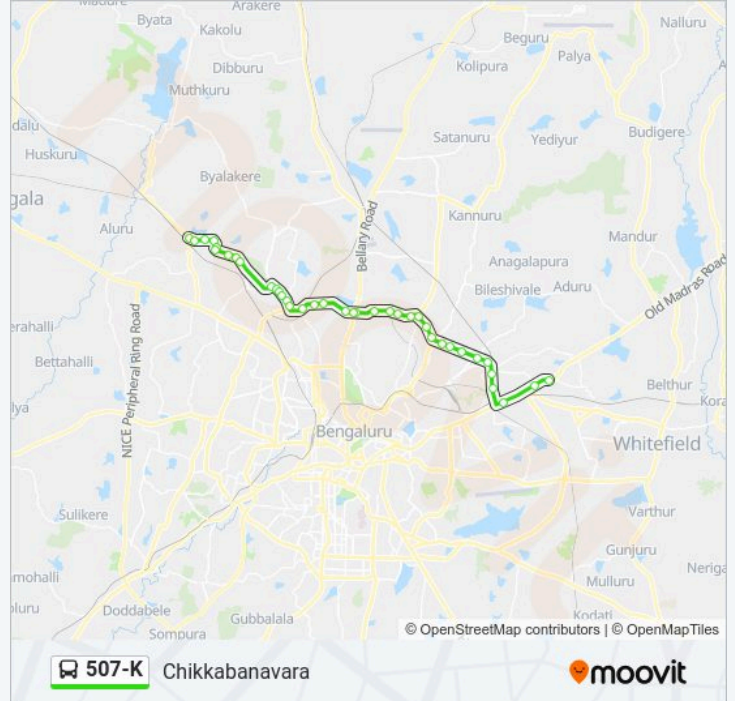 Madure
Arakere
Byata
Kakolu
Nalluru
Beguru
Palya
Dibburu
Kolipura
Muthkuru
Budigere
dalu
Satanuru
Yediyur
Huskuru
Byalakere
gala
Kannuru
Aluru
Bellary Road
Mandur
Anagalapura
Bileshivale
Aduru
Old Madras Road
erahalli
NICE Peripheral Ring Road
Bettahalli
Belthur
lya
Kora
Bengaluru
Whitefield
Sulikere
Varthur
Gunjuru
Neriga
mohalli
Mulluru
oluru
Doddabele
Gubbalala
Kodati
Sompura
© OpenStreetMap contributors | © OpenMapTiles
507-K Chikkabanavara
moovit